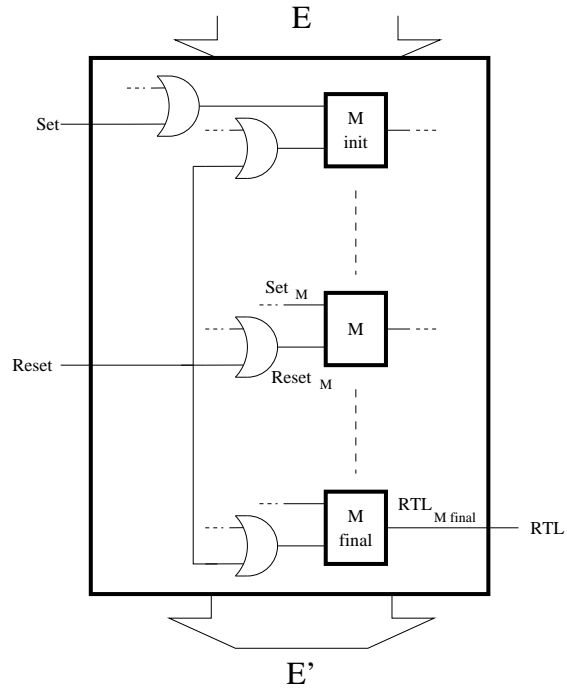 E
Set
M
init
Set M
M
Reset
Reset M
M
final
RTL M final
RTL
E'